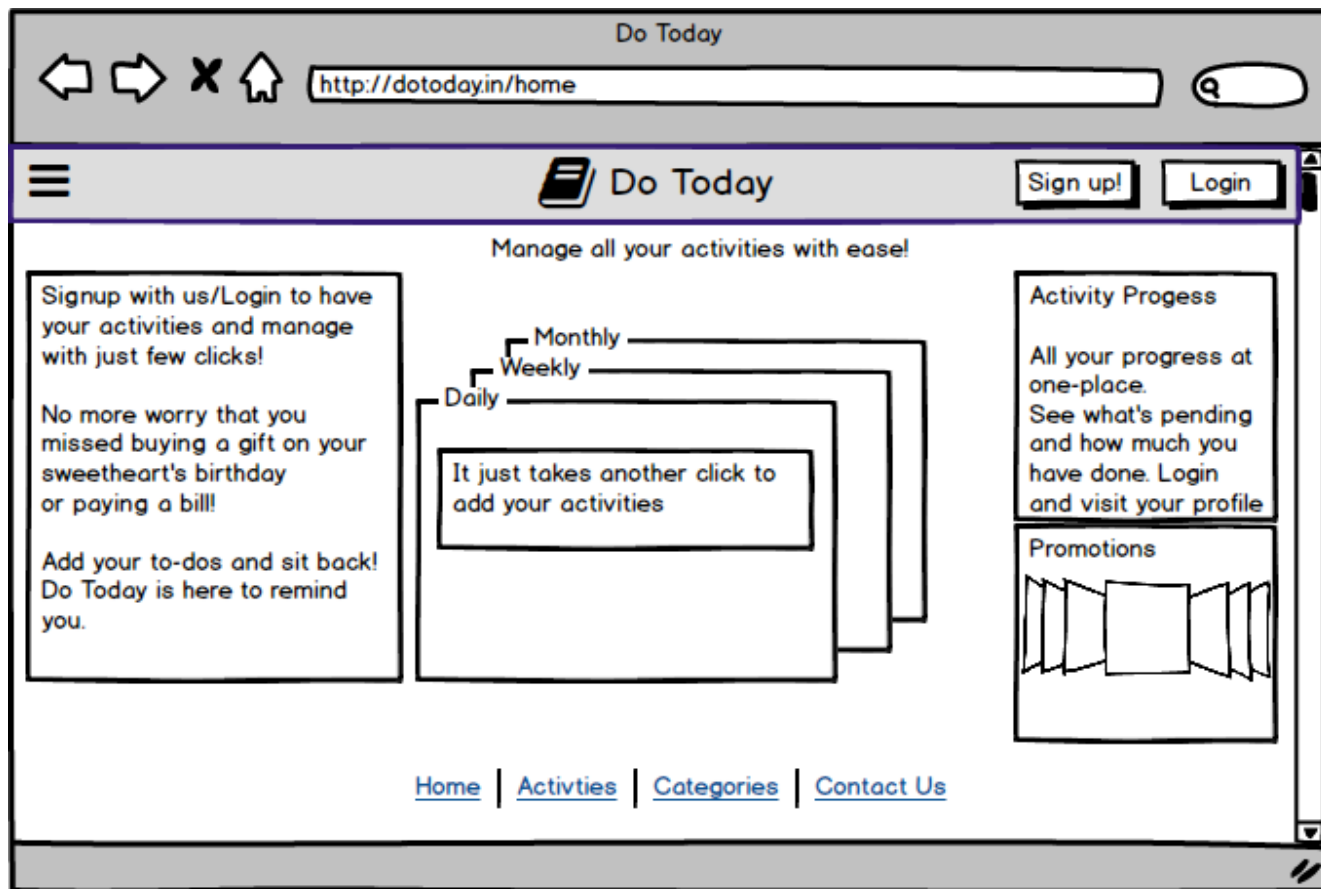 Do Today
http://dotoday.in/home
Do Today
Sign up!
Login
Manage all your activities with ease!
Signup with us/Login to have
your activities and manage
with just few clicks!
No more worry that you
missed buying a gift on your
sweetheart's birthday
or paying a bill!
Add your to-dos and sit back!
Do Today is here to remind
you.
Monthly
Weekly
Daily
It just takes another click to
add your activities
Activity Progess
All your progress at
one-place.
See what's pending
and how much you
have done. Login
and visit your profile
Promotions
Home
Activties
Categories
Contact Us